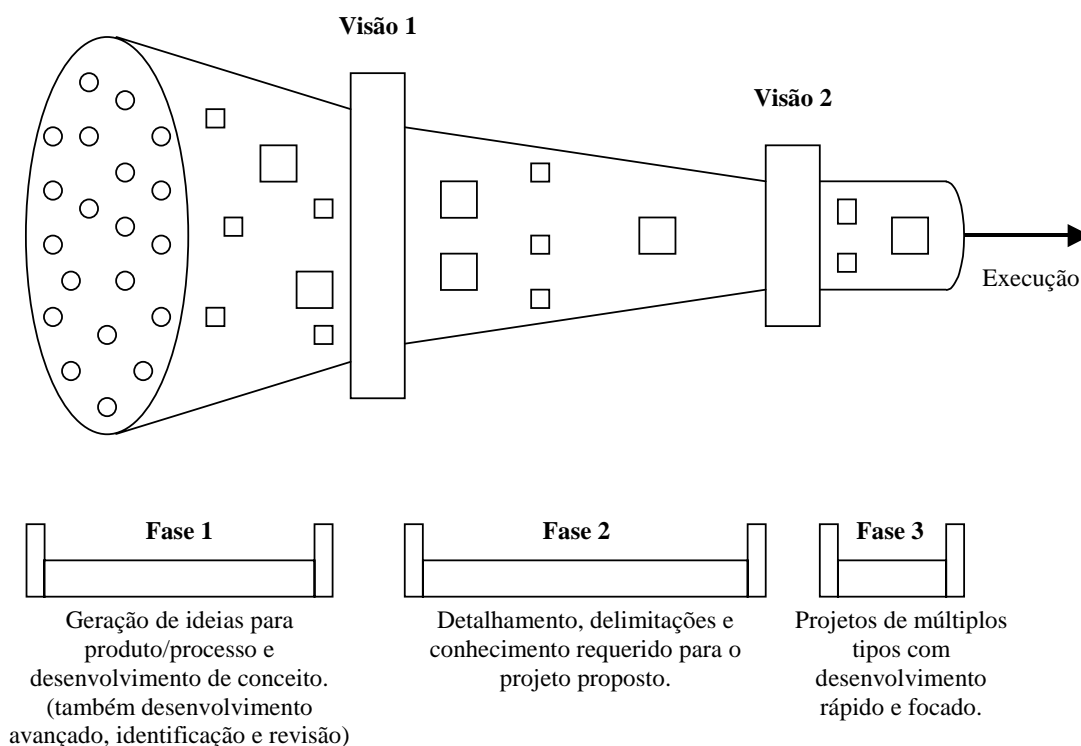 Visão 1
Visão 2
Execução
Fase 1
Geração de ideias para
produto/processo e
desenvolvimento de conceito.
(também desenvolvimento
avançado, identificação e revisão)
Fase 2
Detalhamento, delimitações e
conhecimento requerido para o
projeto proposto.
Fase 3
Projetos de múltiplos
tipos com
desenvolvimento
rápido e focado.